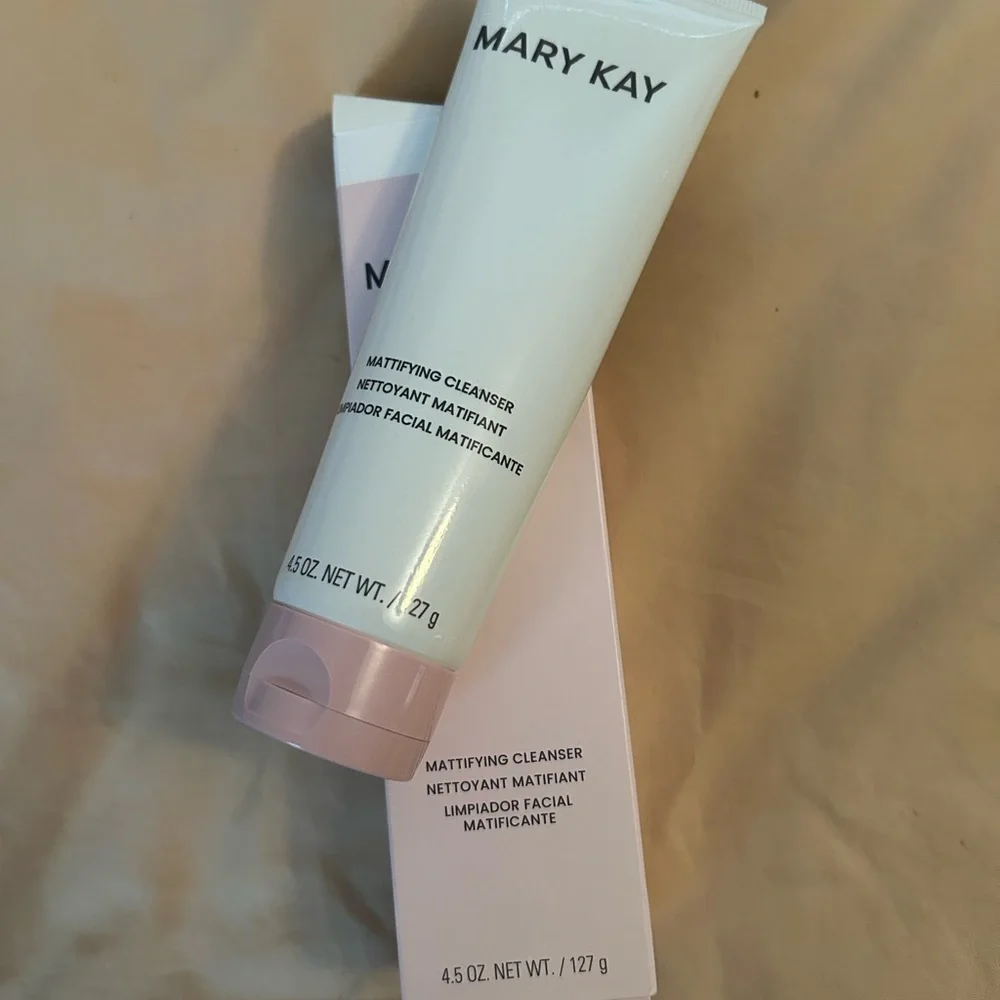 MARY KAY
MATTIFYING CLEANSER
NETTOYANT MATIFIANT
FACIAL MATIFICANTE
4.5 OZ. NET WT. / 127 g
M
MATTIFYING CLEANSER
NETTOYANT MATIFIANT
LIMPIADOR FACIAL
MATIFICANTE
4.5 OZ. NET WT. / 127 g